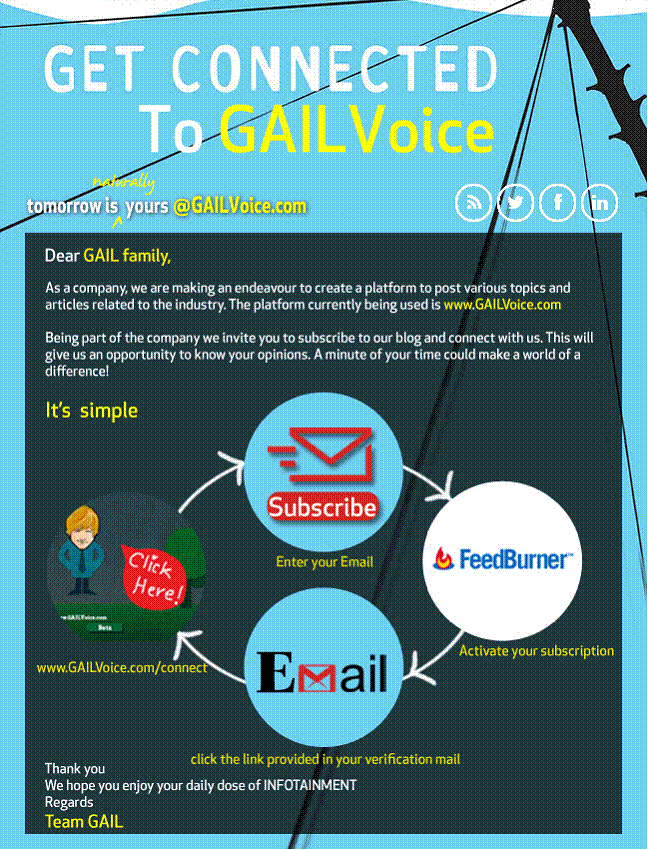 GET CONNECTED
To GAILVoice
naturally
tomorrow is yours @GAILVoice.com
Dear GAIL family,
As a company, we are making an endeavour to create a platform to post various topics and
articles related to the industry. The platform currently being used is www.GAILVoice.com
Being part of the company we invite you to subscribe to our blog and connect with us. This will
give us an opportunity to know your opinions. A minute of your time could make a world of a
difference!
It's simple
Subscribe
Enter your Email
FeedBurner™
Activate your subscription
Click
Here!
GAILVoice.com
Beta
www.GAILVoice.com/connect
Email
click the link provided in your verification mail
Thank you
We hope you enjoy your daily dose of INFOTAINMENT
Regards
Team GAIL